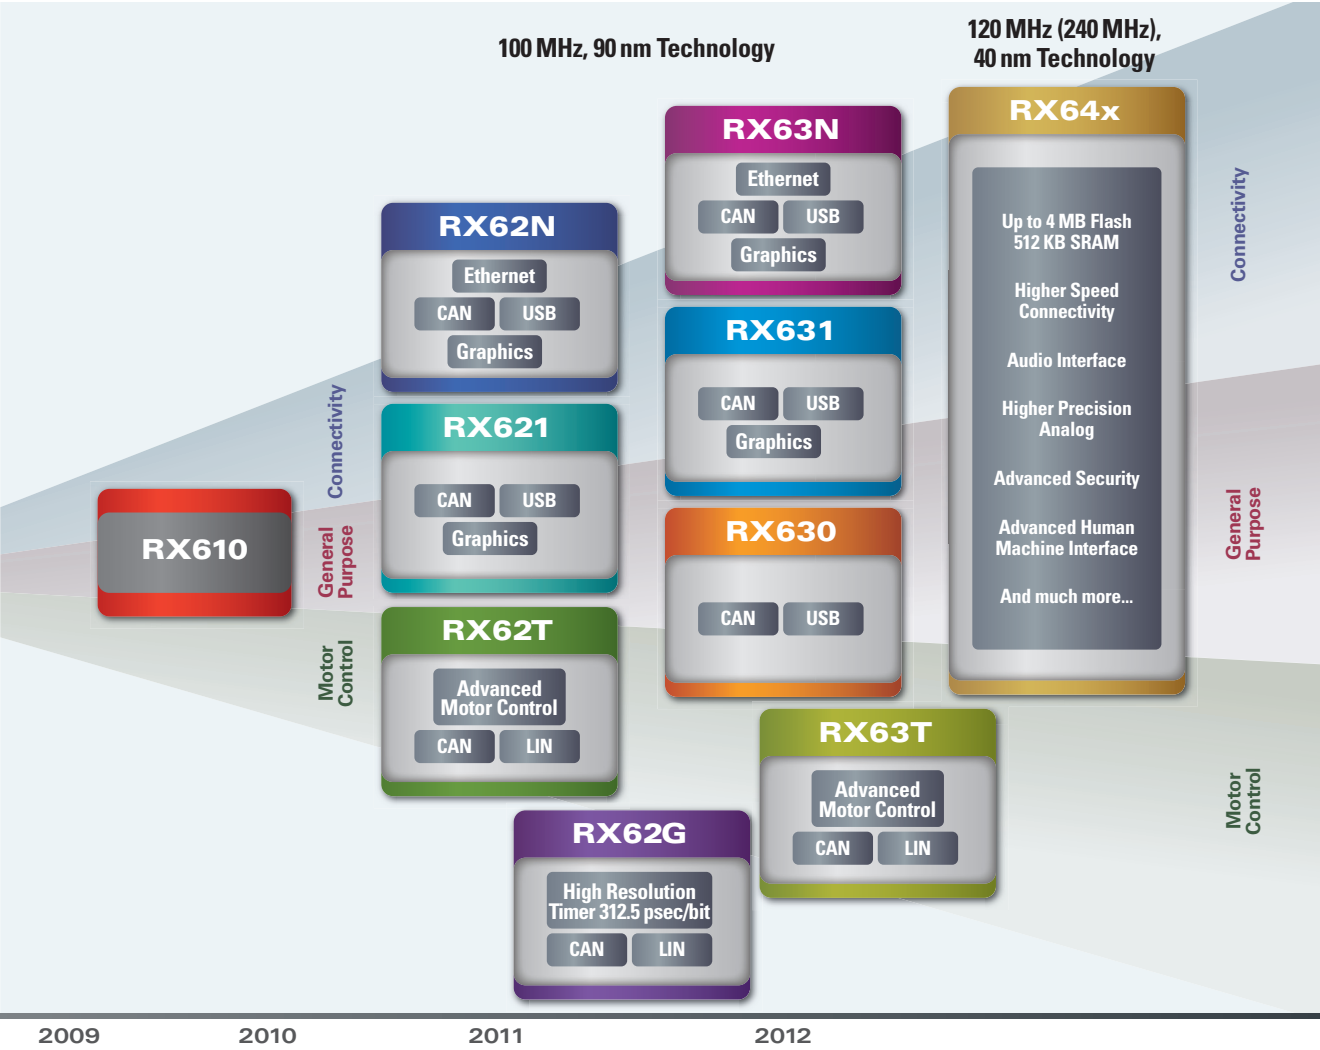 100 MHz, 90 nm Technology
120 MHz (240 MHz),
40 nm Technology
RX610
Connectivity
General
Purpose
Motor
Control
RX62N
Ethernet
CAN USB
Graphics
RX621
CAN USB
Graphics
RX62T
Advanced
Motor Control
CAN LIN
RX62G
High Resolution
Timer 312.5 psec/bit
CAN LIN
RX63N
Ethernet
CAN USB
Graphics
RX631
CAN USB
Graphics
RX630
CAN USB
RX63T
Advanced
Motor Control
CAN LIN
RX64x
Up to 4 MB Flash
512 KB SRAM
Higher Speed
Connectivity
Audio Interface
Higher Precision
Analog
Advanced Security
Advanced Human
Machine Interface
And much more...
Connectivity
General
Purpose
Motor
Control
2009 2010 2011 2012